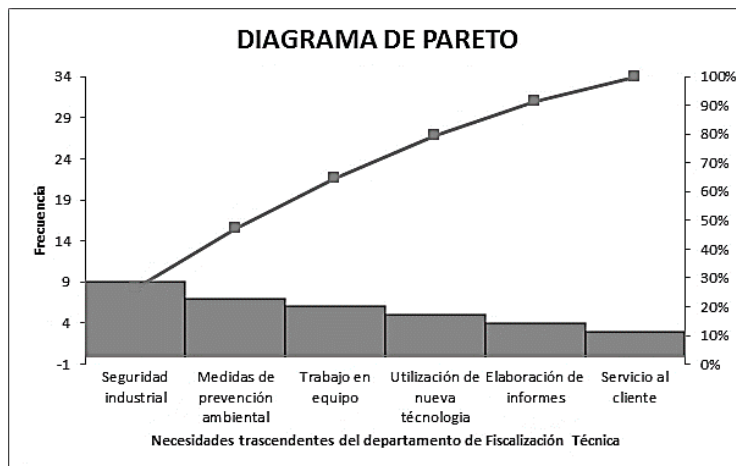 DIAGRAMA DE PARETO
34
29
24
19
14
9
4
-1
Frecuencia
100%
90%
80%
70%
60%
50%
40%
30%
20%
10%
0%
Seguridad
industrial
Medidas de
prevención
ambiental
Trabajo en
equipo
Utilización de
nueva
técnologia
Elaboración de
informes
Servicio al
cliente
Necesidades trascendentes del departamento de Fiscalización Técnica